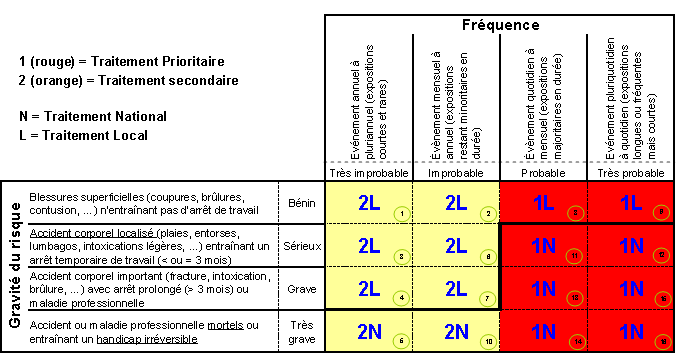 Fréquence
1 (rouge) = Traitement Prioritaire
2 (orange) = Traitement secondaire
N = Traitement National
L = Traitement Local
Evénement annuel à
pluriannuel (expositions
courtes et rares)
Evènement mensuel à
annuel (expositions
restant minoritaires en
durée)
Evènement quotidien à
mensuel (expositions
majoritaires en durée)
Evènement pluriquotidien
à quotidien (expositions
longues ou fréquentes
mais courtes)
Très improbable Improbable Probable Très probable
Gravité du risque
Blessures superficielles (coupures, brûlures,
contusion, ...) n'entraînant pas d'arrêt de travail
Bénin
2L 1 2L 2 1L 1L 9
Accident corporel localisé (plaies, entorses,
lumbagos, intoxications légères, ...) entraînant un
arrêt temporaire de travail (< ou = 3 mois)
Sérieux
2L 2L 6 1N 11 1N 12
Accident corporel important (fracture, intoxication,
brûlure, ...) avec arrêt prolongé (> 3 mois) ou
maladie professionnelle
Grave
2L 4 2L 7 1N 13 1N
Accident ou maladie professionnelle mortels ou
entraînant un handicap irréversible
Très
grave
2N 5 2N 10 1N 14 1N